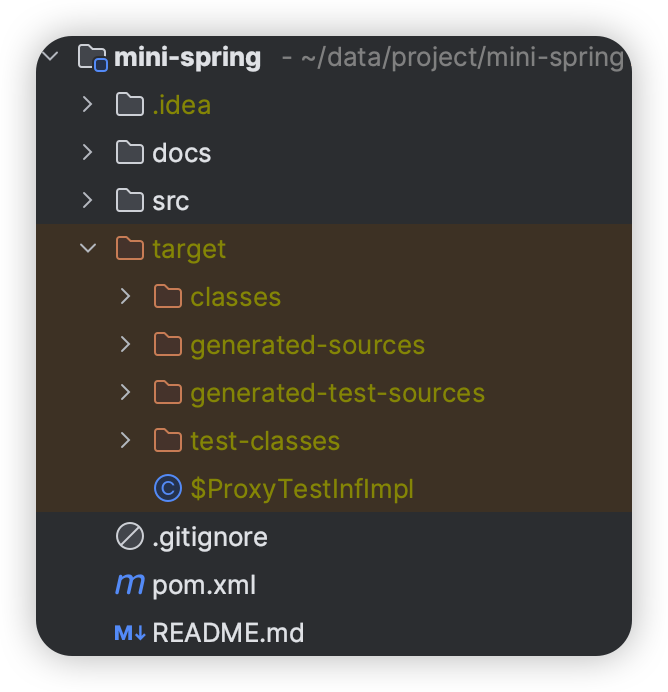 mini-spring - ~/data/project/mini-spring
.idea
docs
src
target
classes
generated-sources
generated-test-sources
test-classes
$ProxyTestInfImpl
.gitignore
pom.xml
README.md